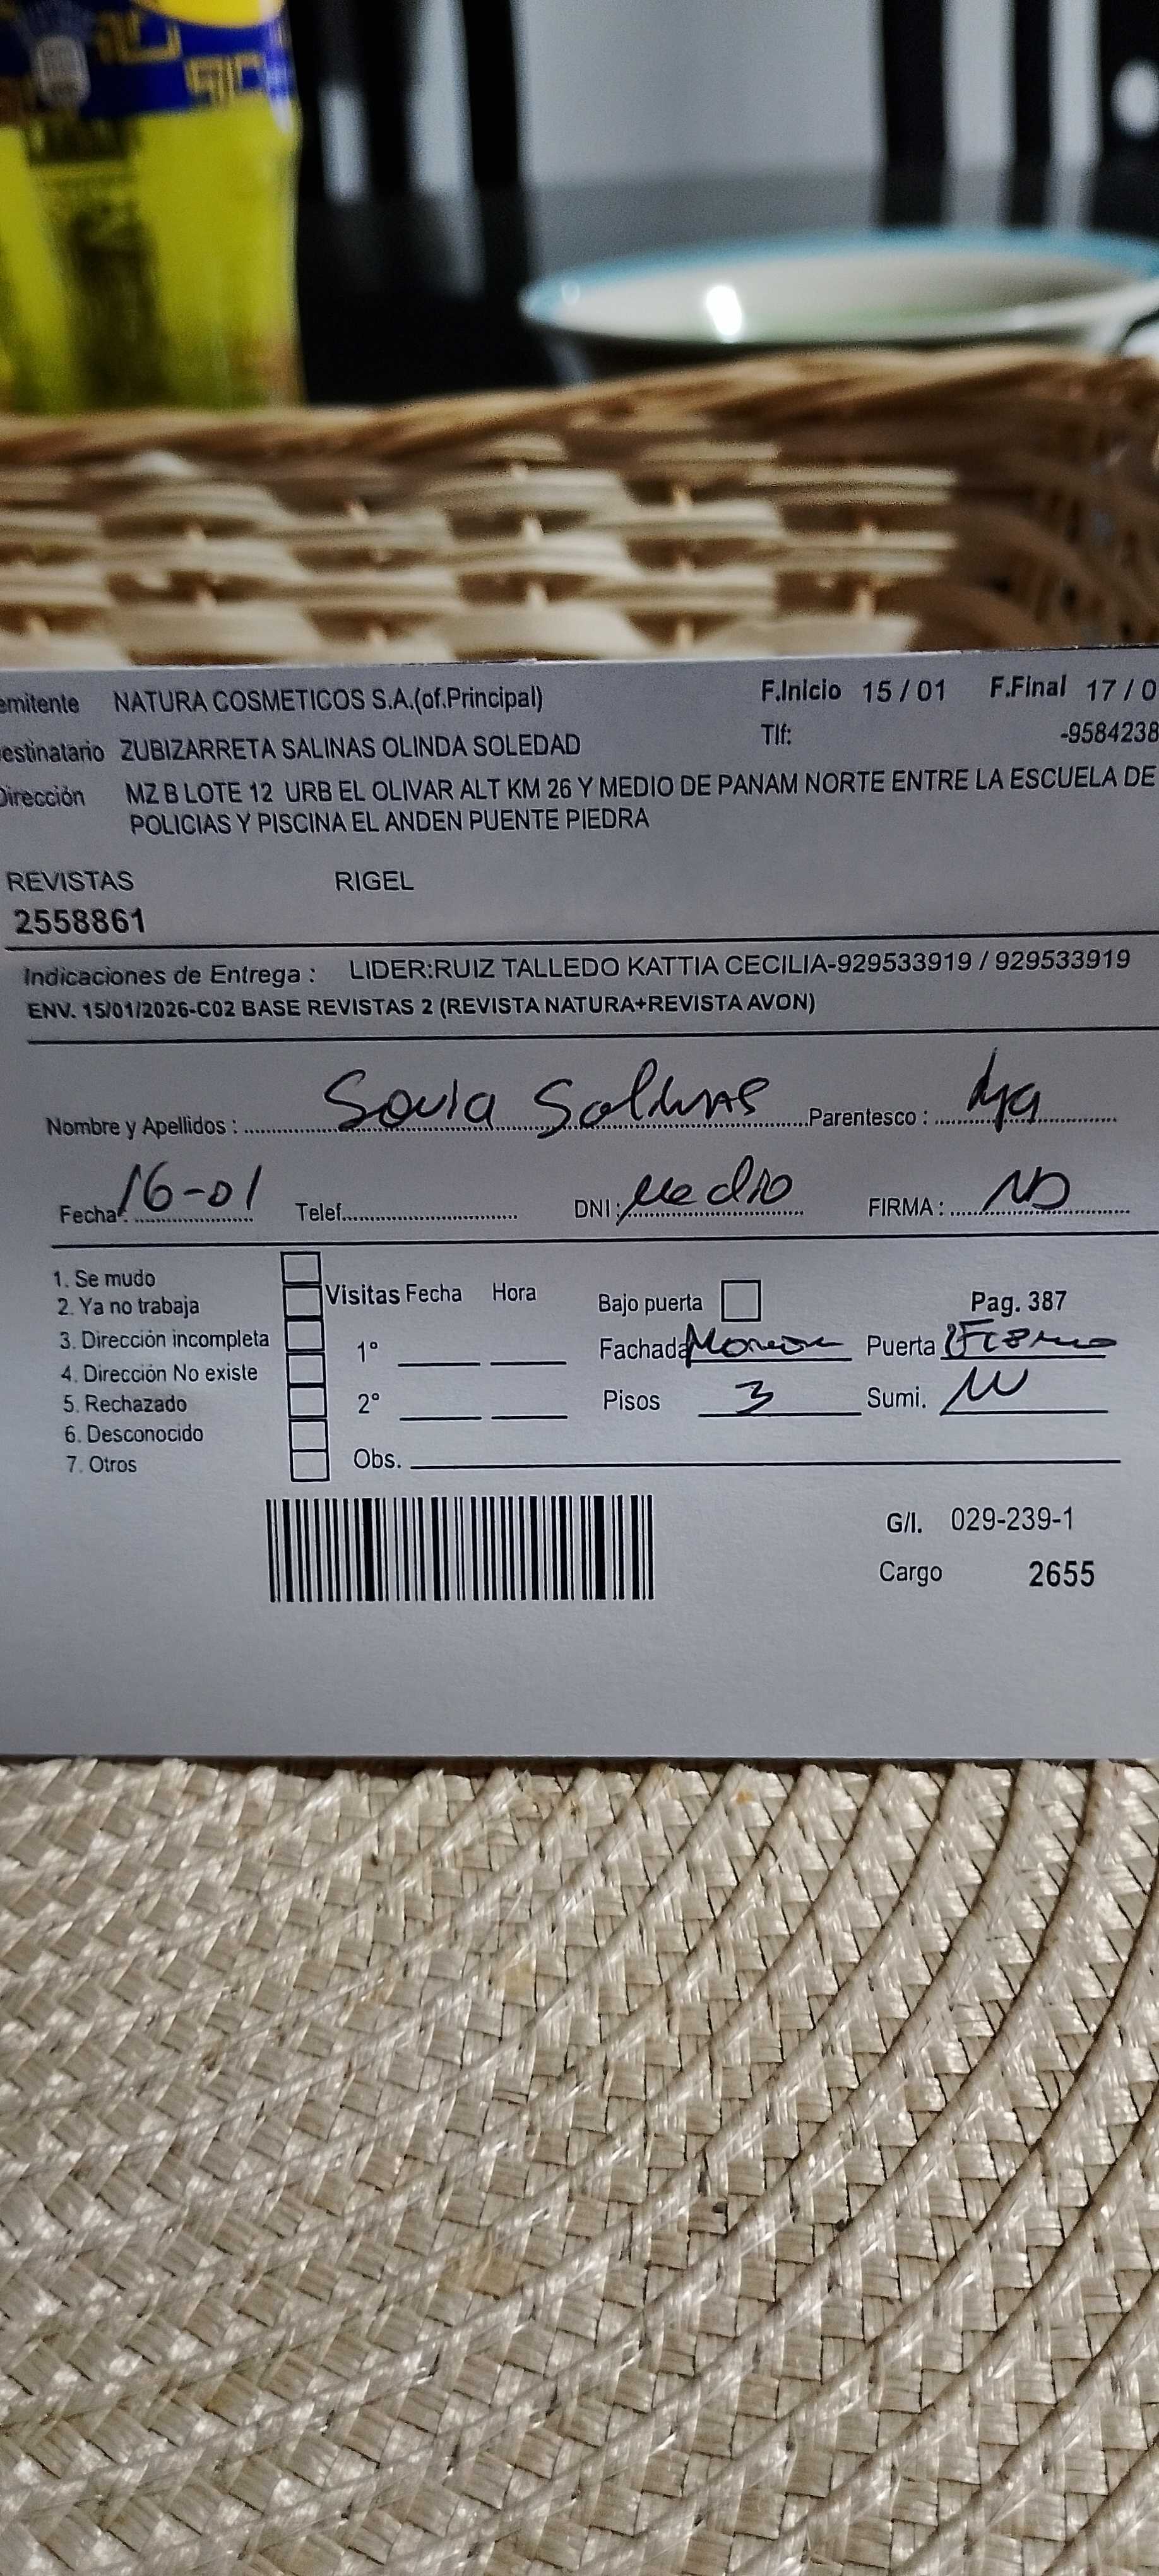 emitente NATURA COSMETICOS S.A.(of.Principal) F.Inicio 15 / 01 F.Final 17 / 0
estinatario ZUBIZARRETA SALINAS OLINDA SOLEDAD Tlf: -9584238
Dirección MZ B LOTE 12 URB EL OLIVAR ALT KM 26 Y MEDIO DE PANAM NORTE ENTRE LA ESCUELA DE
POLICIAS Y PISCINA EL ANDEN PUENTE PIEDRA
REVISTAS RIGEL
2558861
Indicaciones de Entrega : LIDER:RUIZ TALLEDO KATTIA CECILIA-929533919 / 929533919
ENV. 15/01/2026-C02 BASE REVISTAS 2 (REVISTA NATURA+REVISTA AVON)
Nombre y Apellidos : Sonia Salinas Parentesco :
Fecha : 16-01 Telef. DNI : FIRMA :
1. Se mudo
2. Ya no trabaja Visitas Fecha Hora Bajo puerta Pag. 387
3. Dirección incompleta 1° Fachada Puerta
4. Dirección No existe
5. Rechazado 2° Pisos 3 Sumi.
6. Desconocido
7. Otros Obs.
G/I. 029-239-1
Cargo 2655